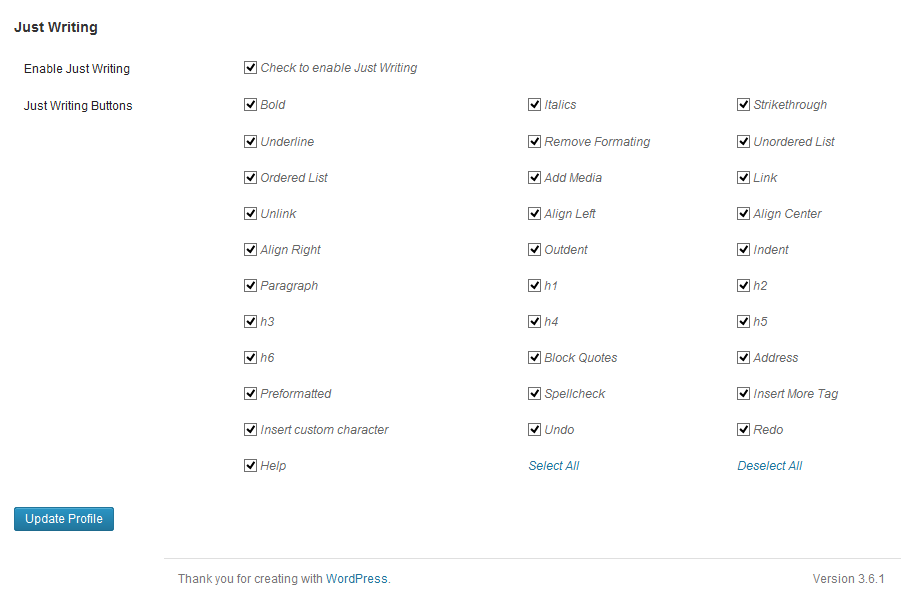 Just Writing
Enable Just Writing Check to enable Just Writing
Just Writing Buttons Bold Italics Strikethrough
Underline Remove Formating Unordered List
Ordered List Add Media Link
Unlink Align Left Align Center
Align Right Outdent Indent
Paragraph h1 h2
h3 h4 h5
h6 Block Quotes Address
Preformatted Spellcheck Insert More Tag
Insert custom character Undo Redo
Help Select All Deselect All
Update Profile
Thank you for creating with WordPress. Version 3.6.1